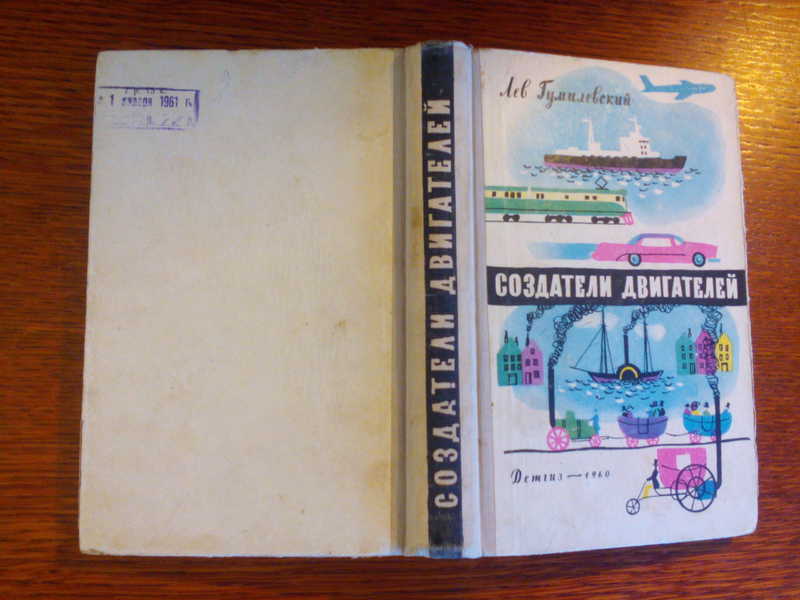 1 января 1961 г.
СОЗДАТЕЛИ ДВИГАТЕЛЕЙ
Лев Гумилевский
СОЗДАТЕЛИ ДВИГАТЕЛЕЙ
Детгиз — 1960